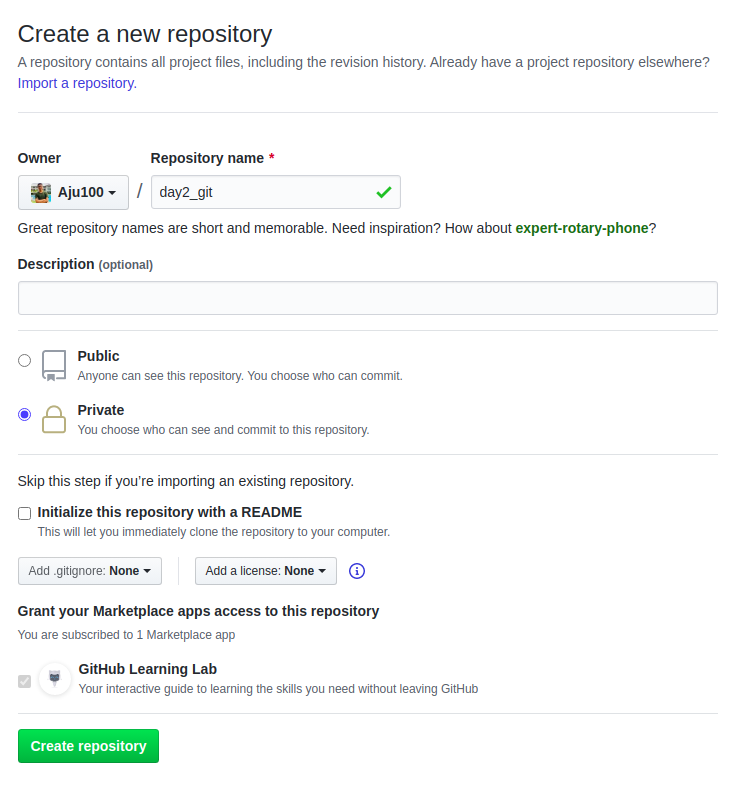 Create a new repository
A repository contains all project files, including the revision history. Already have a project repository elsewhere?
Import a repository.
Owner
Repository name *
Aju100
/
day2_git
Great repository names are short and memorable. Need inspiration? How about expert-rotary-phone?
Description (optional)
Public
Anyone can see this repository. You choose who can commit.
Private
You choose who can see and commit to this repository.
Skip this step if you’re importing an existing repository.
Initialize this repository with a README
This will let you immediately clone the repository to your computer.
Add .gitignore: None
Add a license: None
Grant your Marketplace apps access to this repository
You are subscribed to 1 Marketplace app
GitHub Learning Lab
Your interactive guide to learning the skills you need without leaving GitHub
Create repository